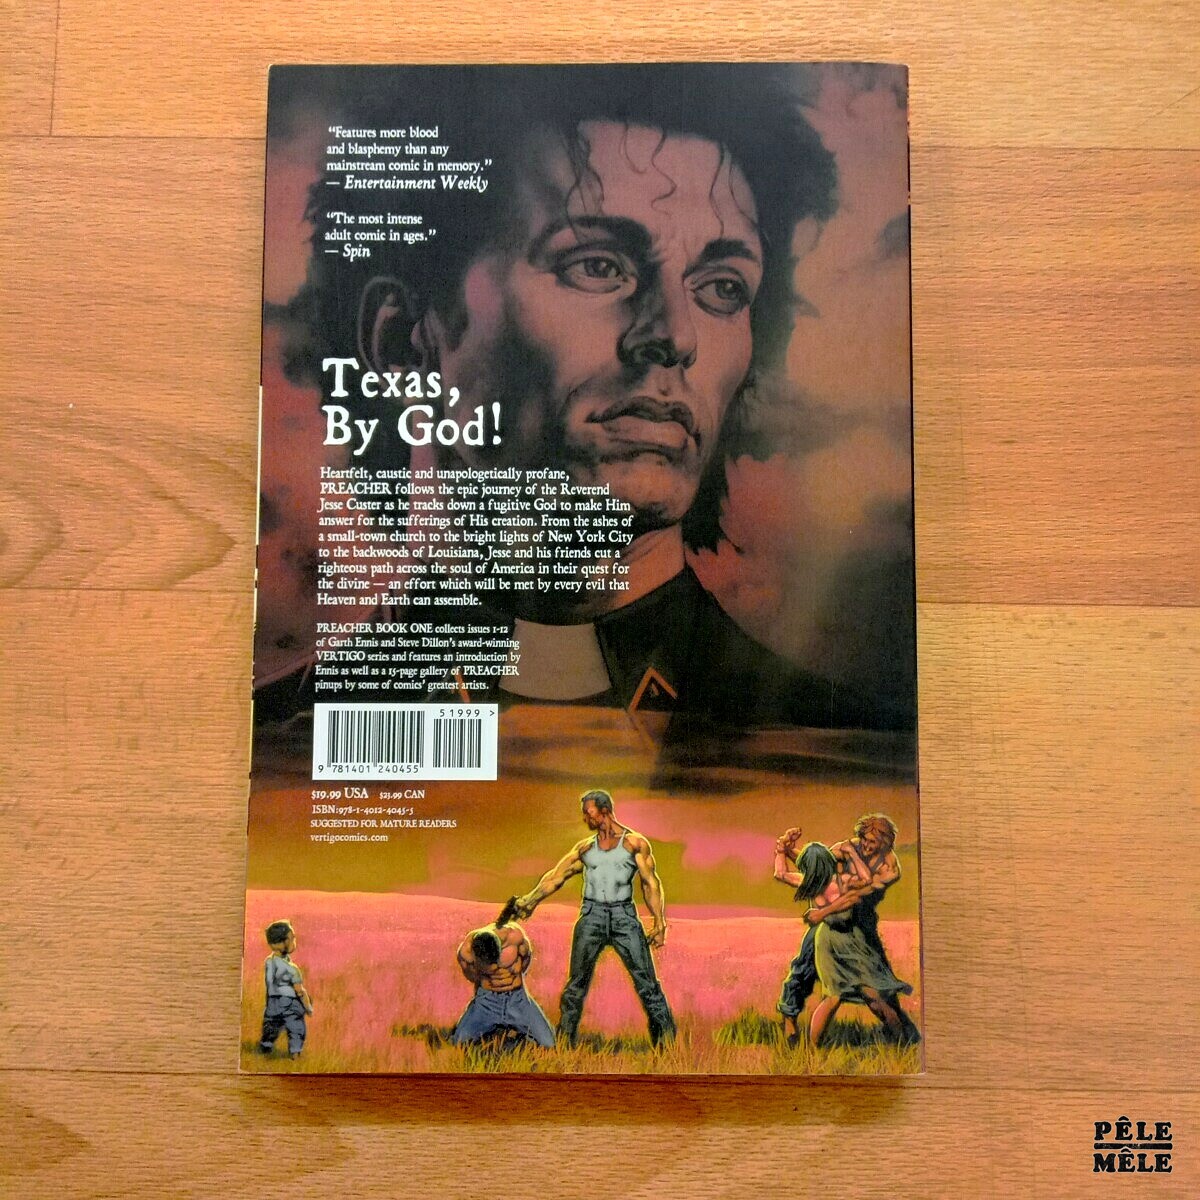 “Features more blood
and blasphemy than any
mainstream comic in memory.”
— Entertainment Weekly
“The most intense
adult comic in ages.”
— Spin
Texas,
By God!
Heartfelt, caustic and unapologetically profane,
PREACHER follows the epic journey of the Reverend
Jesse Custer as he tracks down a fugitive God to make Him
answer for the sufferings of His creation. From the ashes of
a small-town church to the bright lights of New York City
to the backwoods of Louisiana, Jesse and his friends cut a
righteous path across the soul of America in their quest for
the divine — an effort which will be met by every evil that
Heaven and Earth can assemble.
PREACHER BOOK ONE collects issues 1-12
of Garth Ennis and Steve Dillon's award-winning
VERTIGO series and features an introduction by
Ennis as well as a 15-page gallery of PREACHER
pinups by some of comics' greatest artists.
51999 >
9 781401 240455
$19.99 USA $23.99 CAN
ISBN:978-1-4012-4045-5
SUGGESTED FOR MATURE READERS
vertigocomics.com
PÊLE
MÊLE